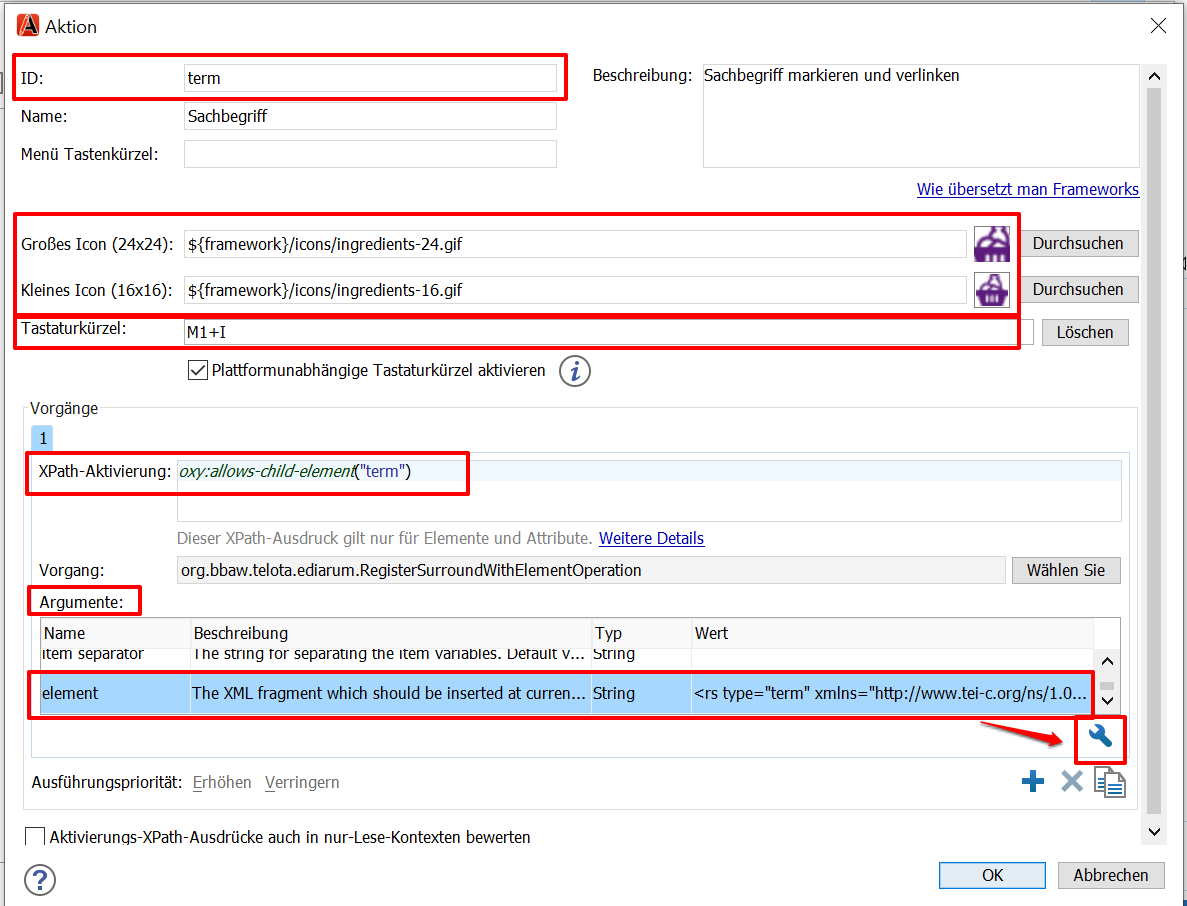 Aktion
ID: term
Beschreibung: Sachbegriff markieren und verlinken
Name: Sachbegriff
Menü Tastenkürzel:
Wie übersetzt man Frameworks
Großes Icon (24x24): ${framework}/icons/ingredients-24.gif Durchsuchen
Kleines Icon (16x16): ${framework}/icons/ingredients-16.gif Durchsuchen
Tastaturkürzel: M1+I Löschen
Plattformunabhängige Tastaturkürzel aktivieren
Vorgänge
1
XPath-Aktivierung: oxy:allows-child-element("term")
Dieser XPath-Ausdruck gilt nur für Elemente und Attribute. Weitere Details
Vorgang: org.bbaw.telota.ediarum.RegisterSurroundWithElementOperation Wählen Sie
Argumente:
Name Beschreibung Typ Wert
item separator The string for separating the item variables. Default v... String
element The XML fragment which should be inserted at curren... String <rs type="term" xmlns="http://www.tei-c.org/ns/1.0...
Ausführungspriorität: Erhöhen Verringern
Aktivierungs-XPath-Ausdrücke auch in nur-Lese-Kontexten bewerten
? OK Abbrechen